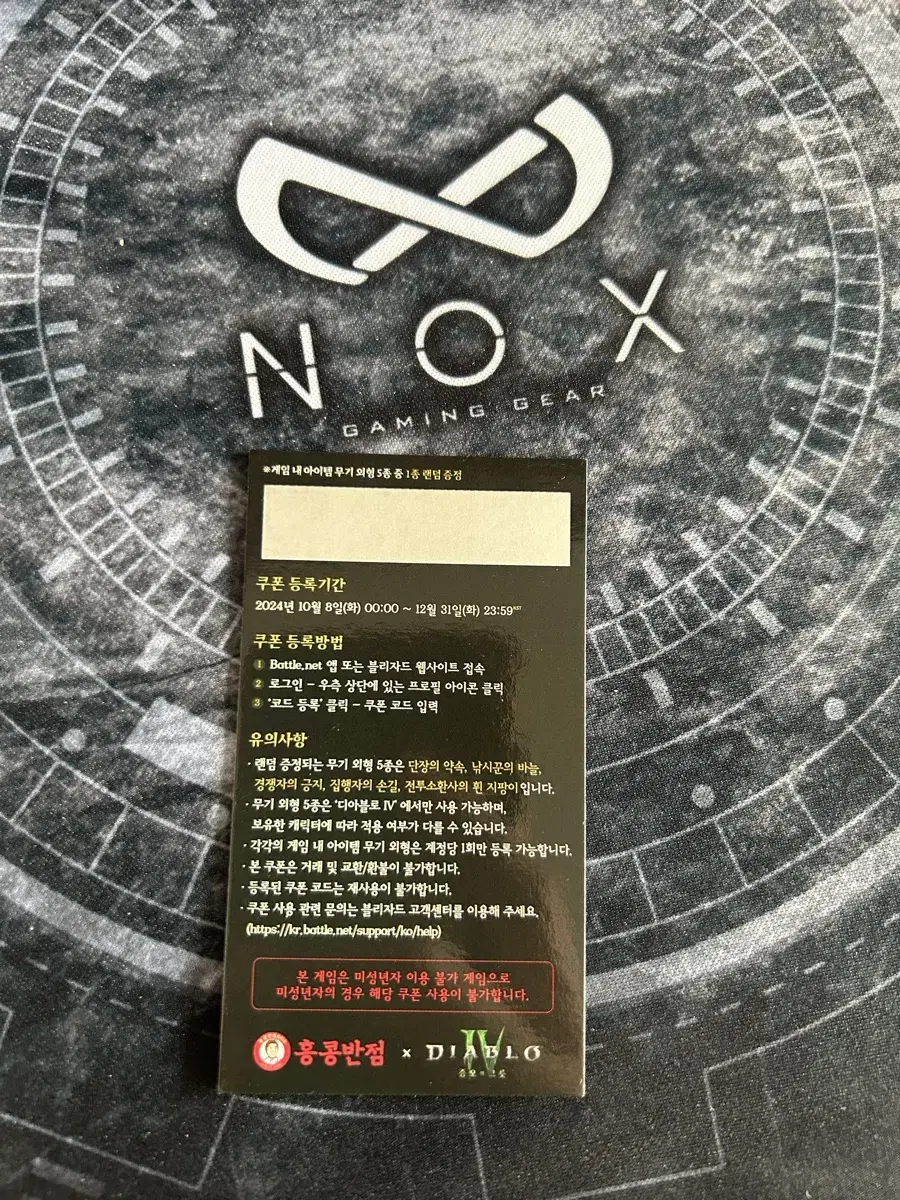 NOX
GAMING GEAR
※게임 내 아이템 무기 외형 5종 중 1종 랜덤 증정
쿠폰 등록기간
2024년 10월 8일(화) 00:00 ~ 12월 31일(화) 23:59 KST
쿠폰 등록방법
1 Battle.net 앱 또는 블리자드 웹사이트 접속
2 로그인 - 우측 상단에 있는 프로필 아이콘 클릭
3 '코드 등록' 클릭 - 쿠폰 코드 입력
유의사항
· 랜덤 증정되는 무기 외형 5종은 단장의 약속, 낚시꾼의 바늘,
경쟁자의 긍지, 집행자의 손길, 전투소환사의 흰 지팡이입니다.
· 무기 외형 5종은 '디아블로 IV' 에서만 사용 가능하며,
보유한 캐릭터에 따라 적용 여부가 다를 수 있습니다.
· 각각의 게임 내 아이템 무기 외형은 계정당 1회만 등록 가능합니다.
· 본 쿠폰은 거래 및 교환/환불이 불가합니다.
· 등록된 쿠폰 코드는 재사용이 불가합니다.
· 쿠폰 사용 관련 문의는 블리자드 고객센터를 이용해 주세요.
(https://kr.battle.net/support/ko/help)
본 게임은 미성년자 이용 불가 게임으로
미성년자의 경우 해당 쿠폰 사용이 불가합니다.
홍콩반점 x DIABLO IV
증오의 그릇